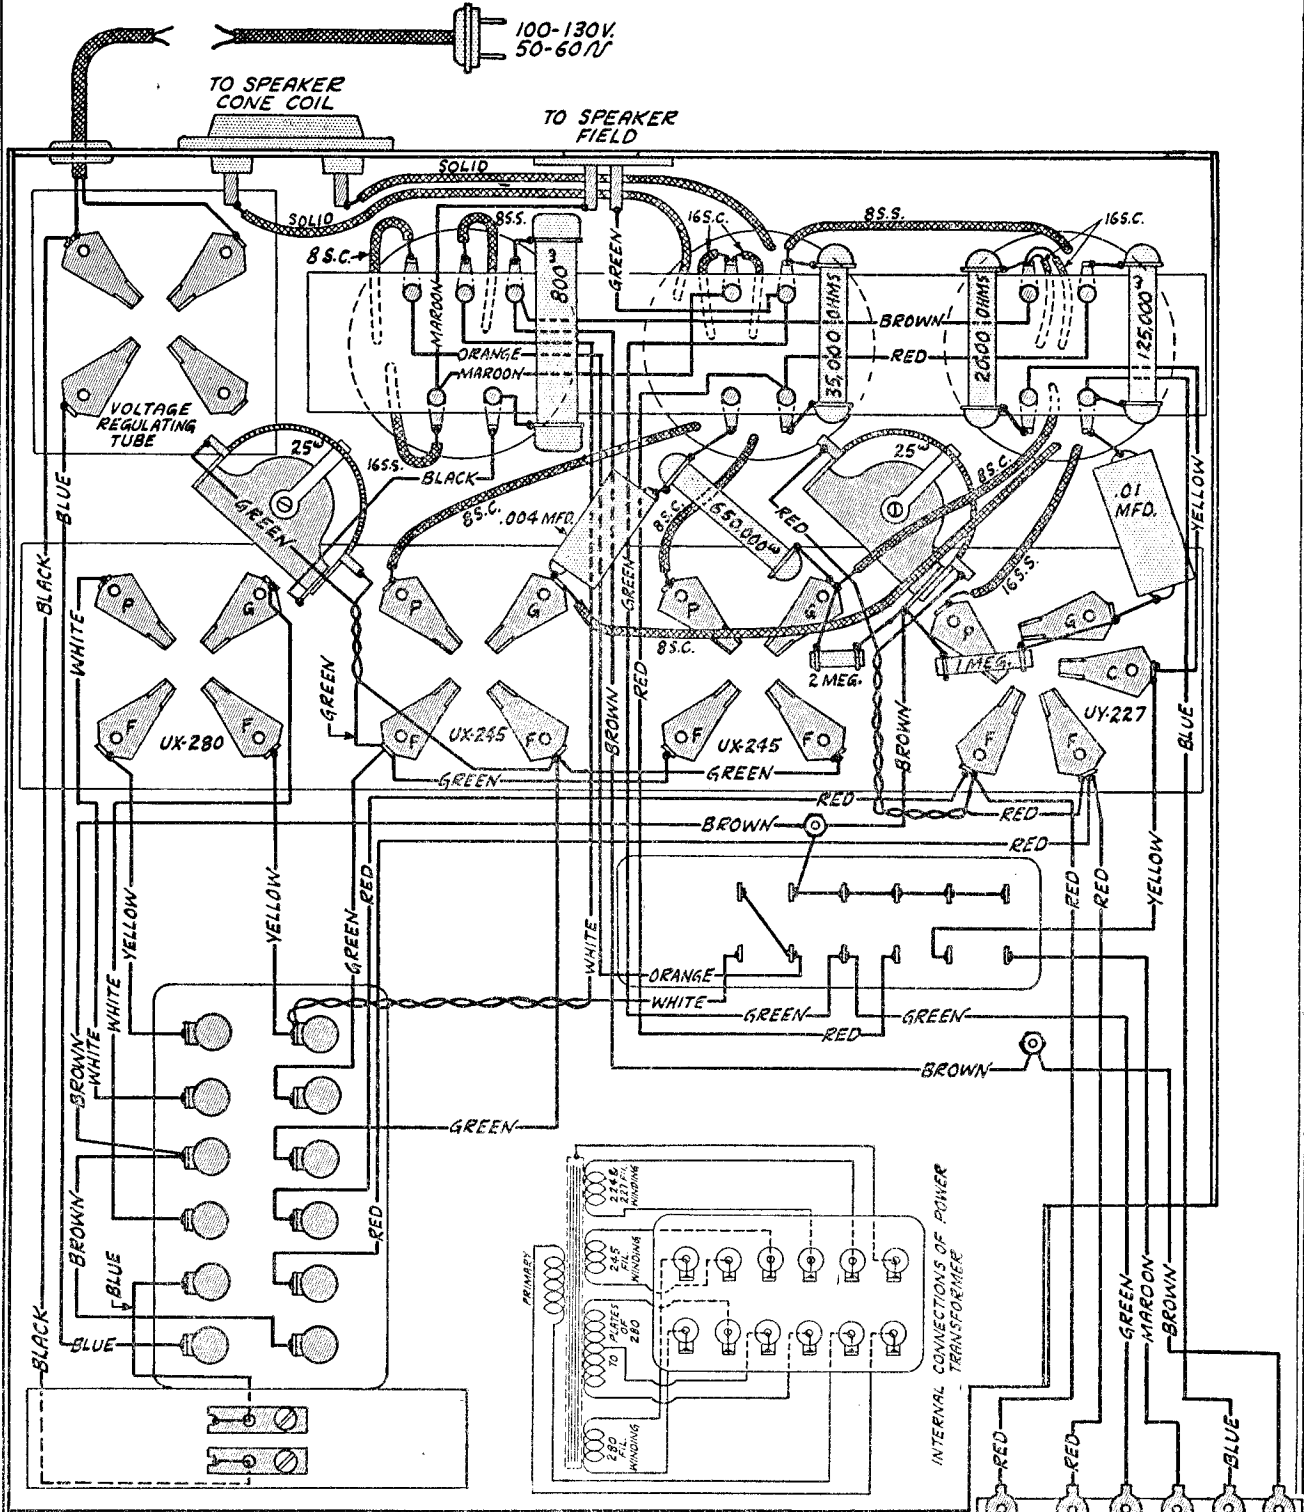 100-130V.
50-60 ~
TO SPEAKER
CONE COIL
TO SPEAKER
FIELD
SOLID
SOLID
8 S.S.
16 S.C.
8 S.S.
16 S.C.
8 S.C.
GREEN
800ω
MAROON
35,000 OHMS
20,00 OHMS
125,000ω
BROWN
ORANGE
RED
MAROON
VOLTAGE
REGULATING
TUBE
25ω
16 S.S.
BLACK
25ω
8 S.C.
.01
MFD.
YELLOW
BLUE
GREEN
8 S.C.
.004 MFD.
8 S.C.
650,000ω
RED
16 S.S.
BLACK
GREEN
P
G
P
G
P
G
P
G
WHITE
8 S.C.
2 MEG.
1 MEG.
C
RED
GREEN
BROWN
BROWN
BLUE
F
F
UX-280
F
UX-245
F
F
UX-245
F
F
F
UY-227
GREEN
GREEN
RED
RED
BROWN
RED
YELLOW
YELLOW
GREEN
RED
WHITE
RED
RED
YELLOW
ORANGE
WHITE
GREEN
GREEN
RED
WHITE
BROWN
WHITE
BROWN
GREEN
BROWN
RED
BLUE
224 &
227 FIL.
WINDING
245
FIL.
WINDING
PRIMARY
TO
PLATES
OF
280
280
FIL.
WINDING
INTERNAL CONNECTIONS OF POWER
TRANSFORMER
GREEN
MAROON
BROWN
BLACK
BLUE
RED
RED
BLUE